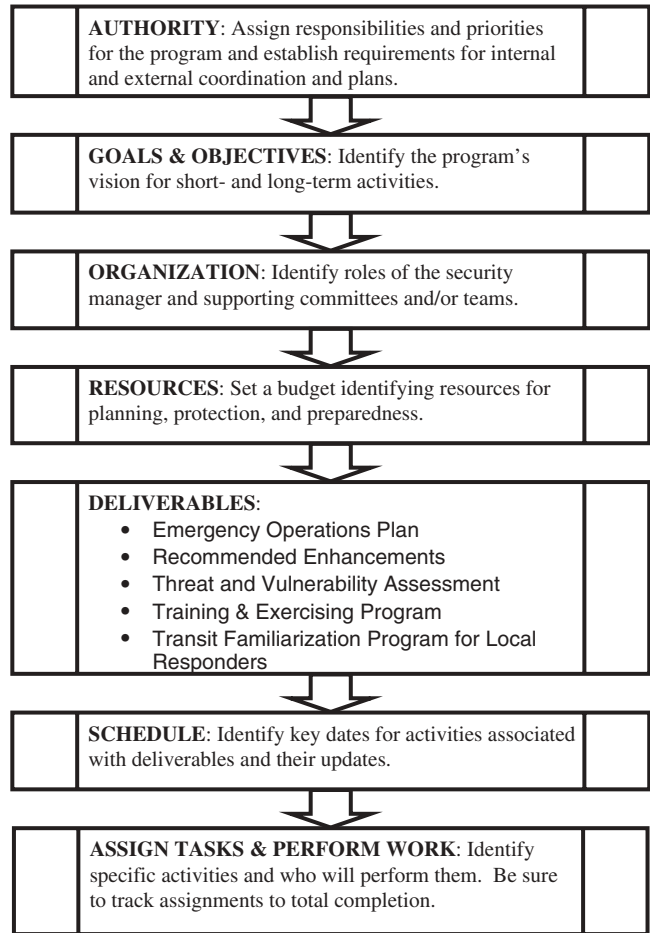 AUTHORITY: Assign responsibilities and priorities
for the program and establish requirements for internal
and external coordination and plans.
GOALS & OBJECTIVES: Identify the program's
vision for short- and long-term activities.
ORGANIZATION: Identify roles of the security
manager and supporting committees and/or teams.
RESOURCES: Set a budget identifying resources for
planning, protection, and preparedness.
DELIVERABLES:
• Emergency Operations Plan
• Recommended Enhancements
• Threat and Vulnerability Assessment
• Training & Exercising Program
• Transit Familiarization Program for Local
Responders
SCHEDULE: Identify key dates for activities associated
with deliverables and their updates.
ASSIGN TASKS & PERFORM WORK: Identify
specific activities and who will perform them.  Be sure
to track assignments to total completion.